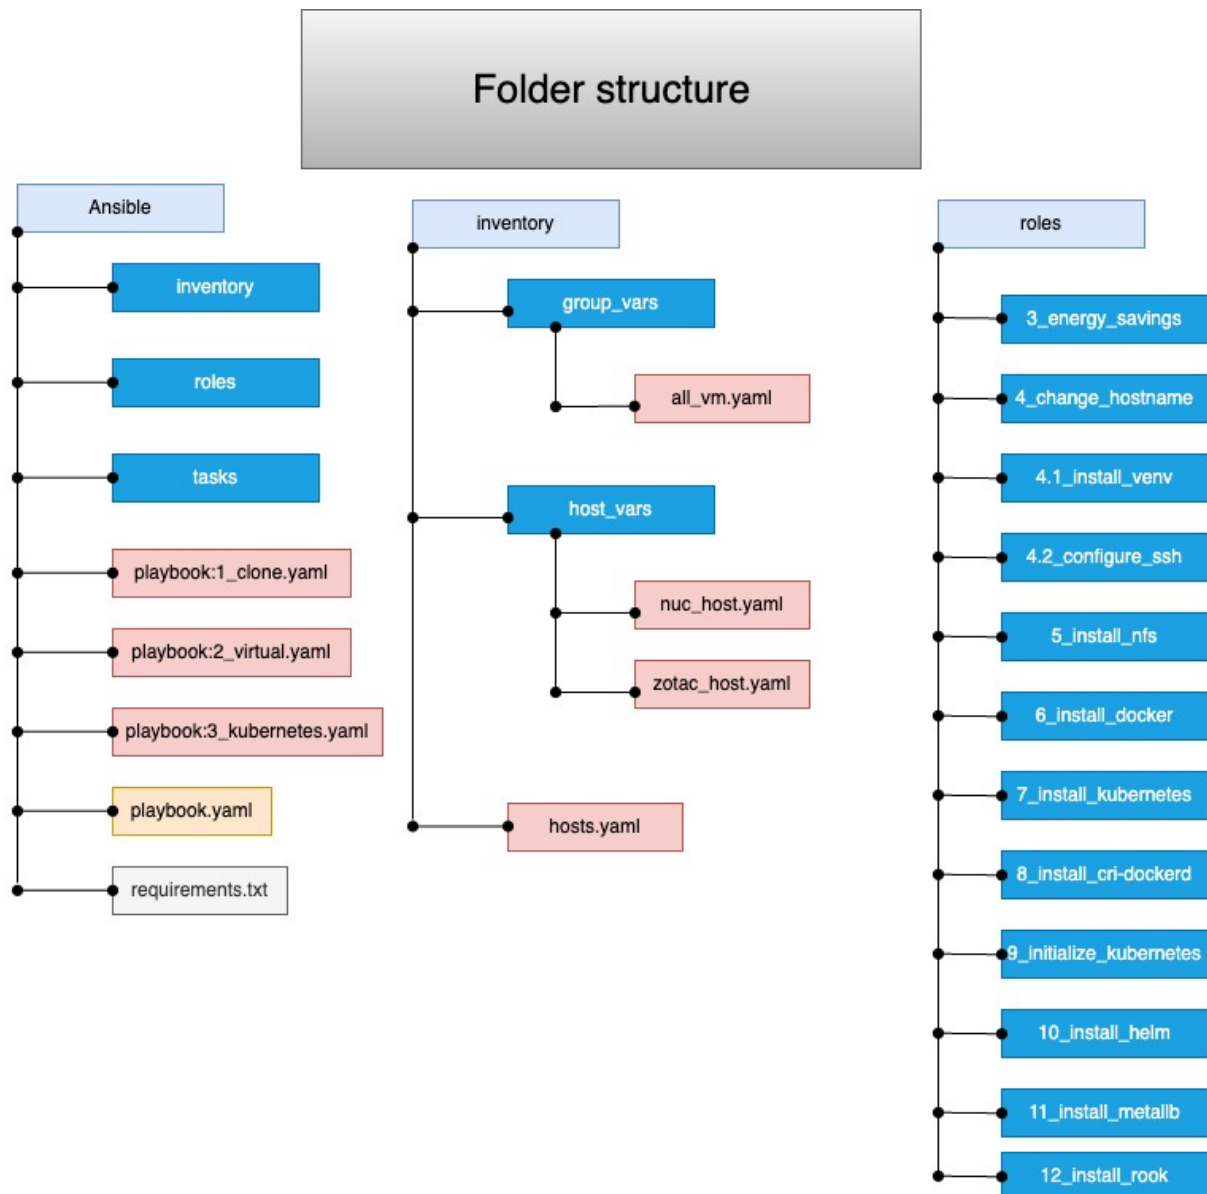 Folder structure
Ansible
inventory
roles
tasks
playbook:1_clone.yaml
playbook:2_virtual.yaml
playbook:3_kubernetes.yaml
playbook.yaml
requirements.txt
inventory
group_vars
all_vm.yaml
host_vars
nuc_host.yaml
zotac_host.yaml
hosts.yaml
roles
3_energy_savings
4_change_hostname
4.1_install_venv
4.2_configure_ssh
5_install_nfs
6_install_docker
7_install_kubernetes
8_install_cri-dockerd
9_initialize_kubernetes
10_install_helm
11_install_metallb
12_install_rook